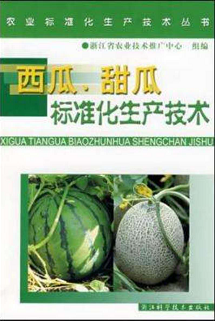 农业标准化生产技术丛书
浙江省农业技术推广中心 组编
西瓜、甜瓜
标准化生产技术
XIGUA TIANGUA BIAOZHUNHUA SHENGCHAN JISHU
浙江科学技术出版社